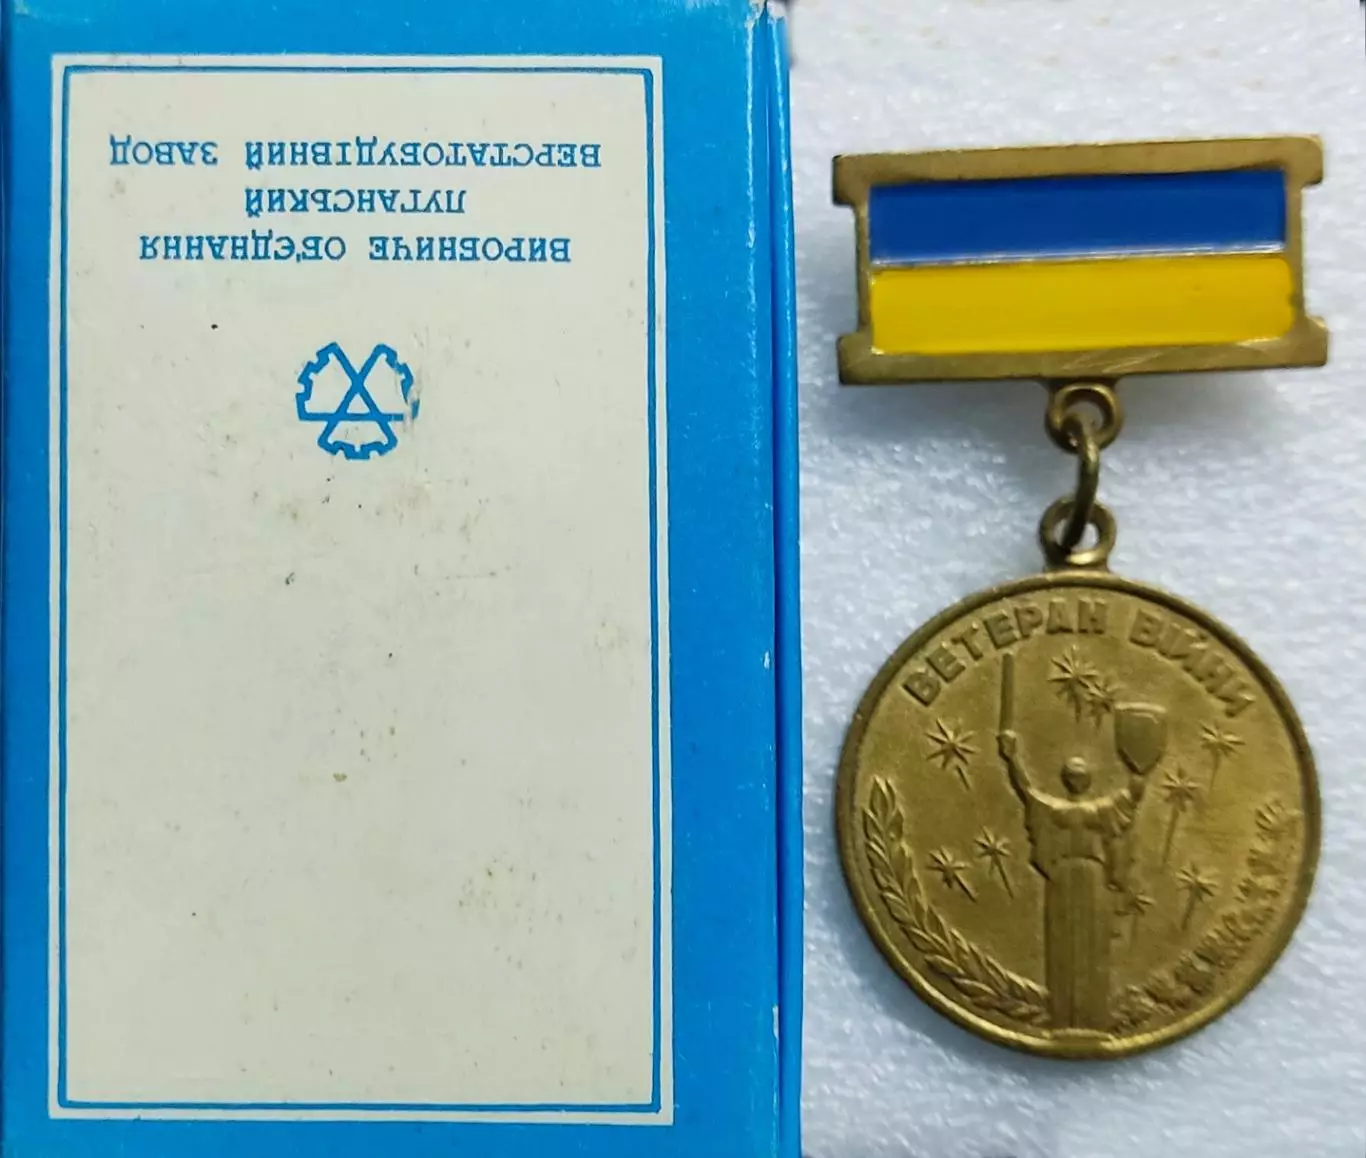 ВИРОБНИЧЕ ОБ'ЄДНАННЯ
ЛУГАНСЬКИЙ
ВЕРСТАТОБУДІВНИЙ ЗАВОД
ВЕТЕРАН ВІЙНИ